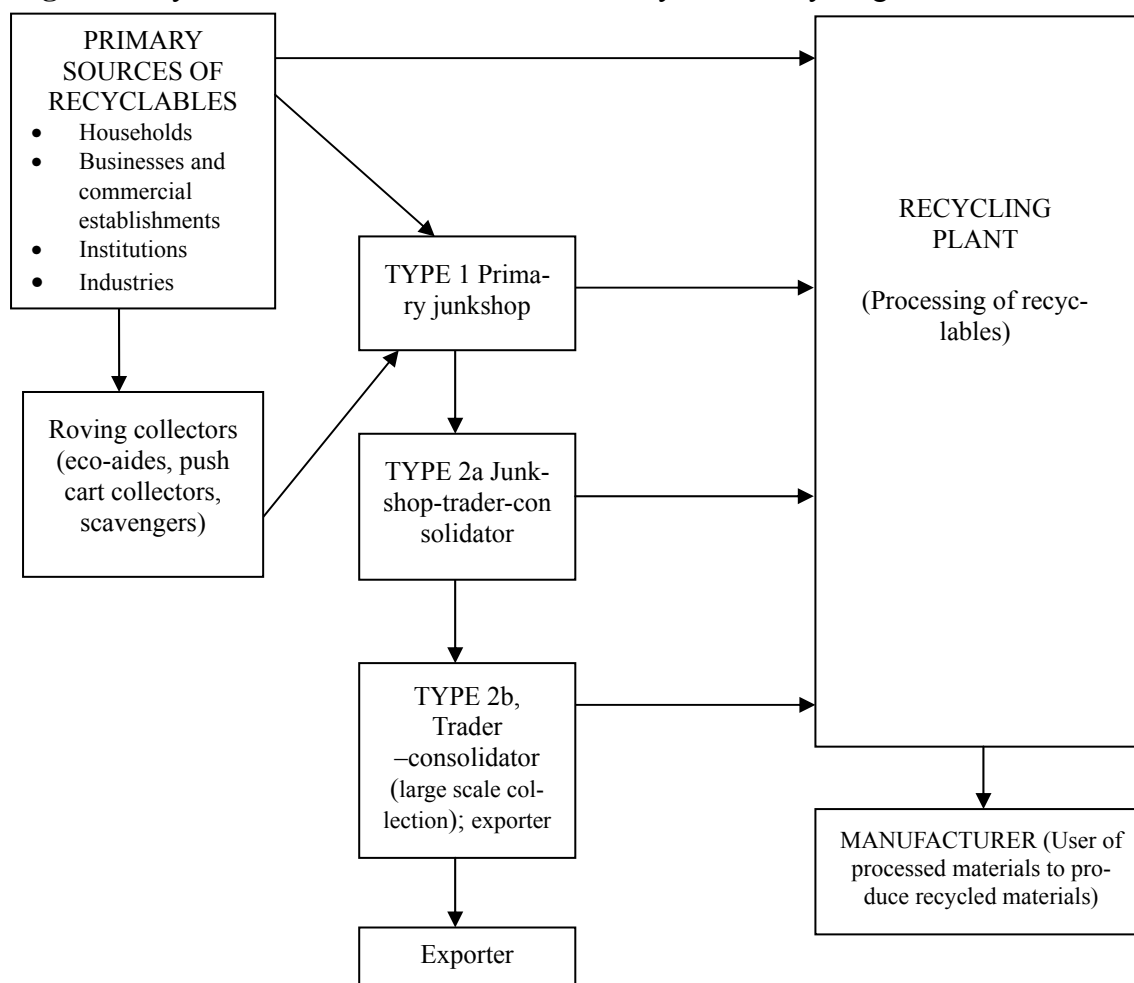 PRIMARY
SOURCES OF
RECYCLABLES
• Households
• Businesses and
commercial
establishments
• Institutions
• Industries
Roving collectors
(eco-aides, push
cart collectors,
scavengers)
TYPE 1 Prima-
ry junkshop
TYPE 2a Junk-
shop-trader-con
solidator
TYPE 2b,
Trader
–consolidator
(large scale col-
lection); exporter
Exporter
RECYCLING
PLANT
(Processing of recyc-
lables)
MANUFACTURER (User of
processed materials to pro-
duce recycled materials)